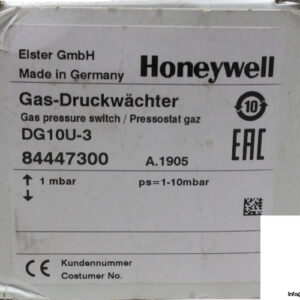 Elster GmbH
Made in Germany
Honeywell
Gas-Druckwächter
Gas pressure switch / Pressostat gaz
DG10U-3
84447300 A.1905
10
EAC
↑ 1 mbar ps=1-10mbar
↓
CE Kundennummer
Costumer No.